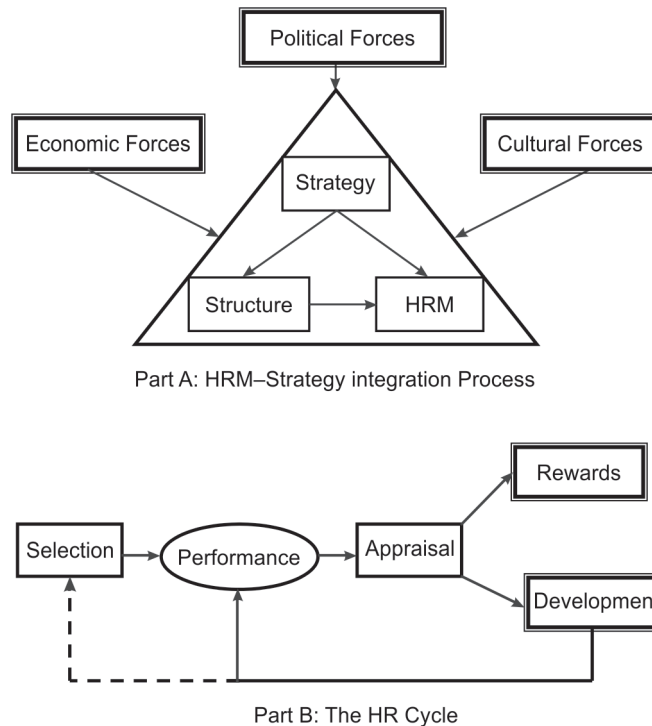 Political Forces
Economic Forces
Cultural Forces
Strategy
Structure
HRM
Part A: HRM–Strategy integration Process
Rewards
Selection
Performance
Appraisal
Developmen
Part B: The HR Cycle